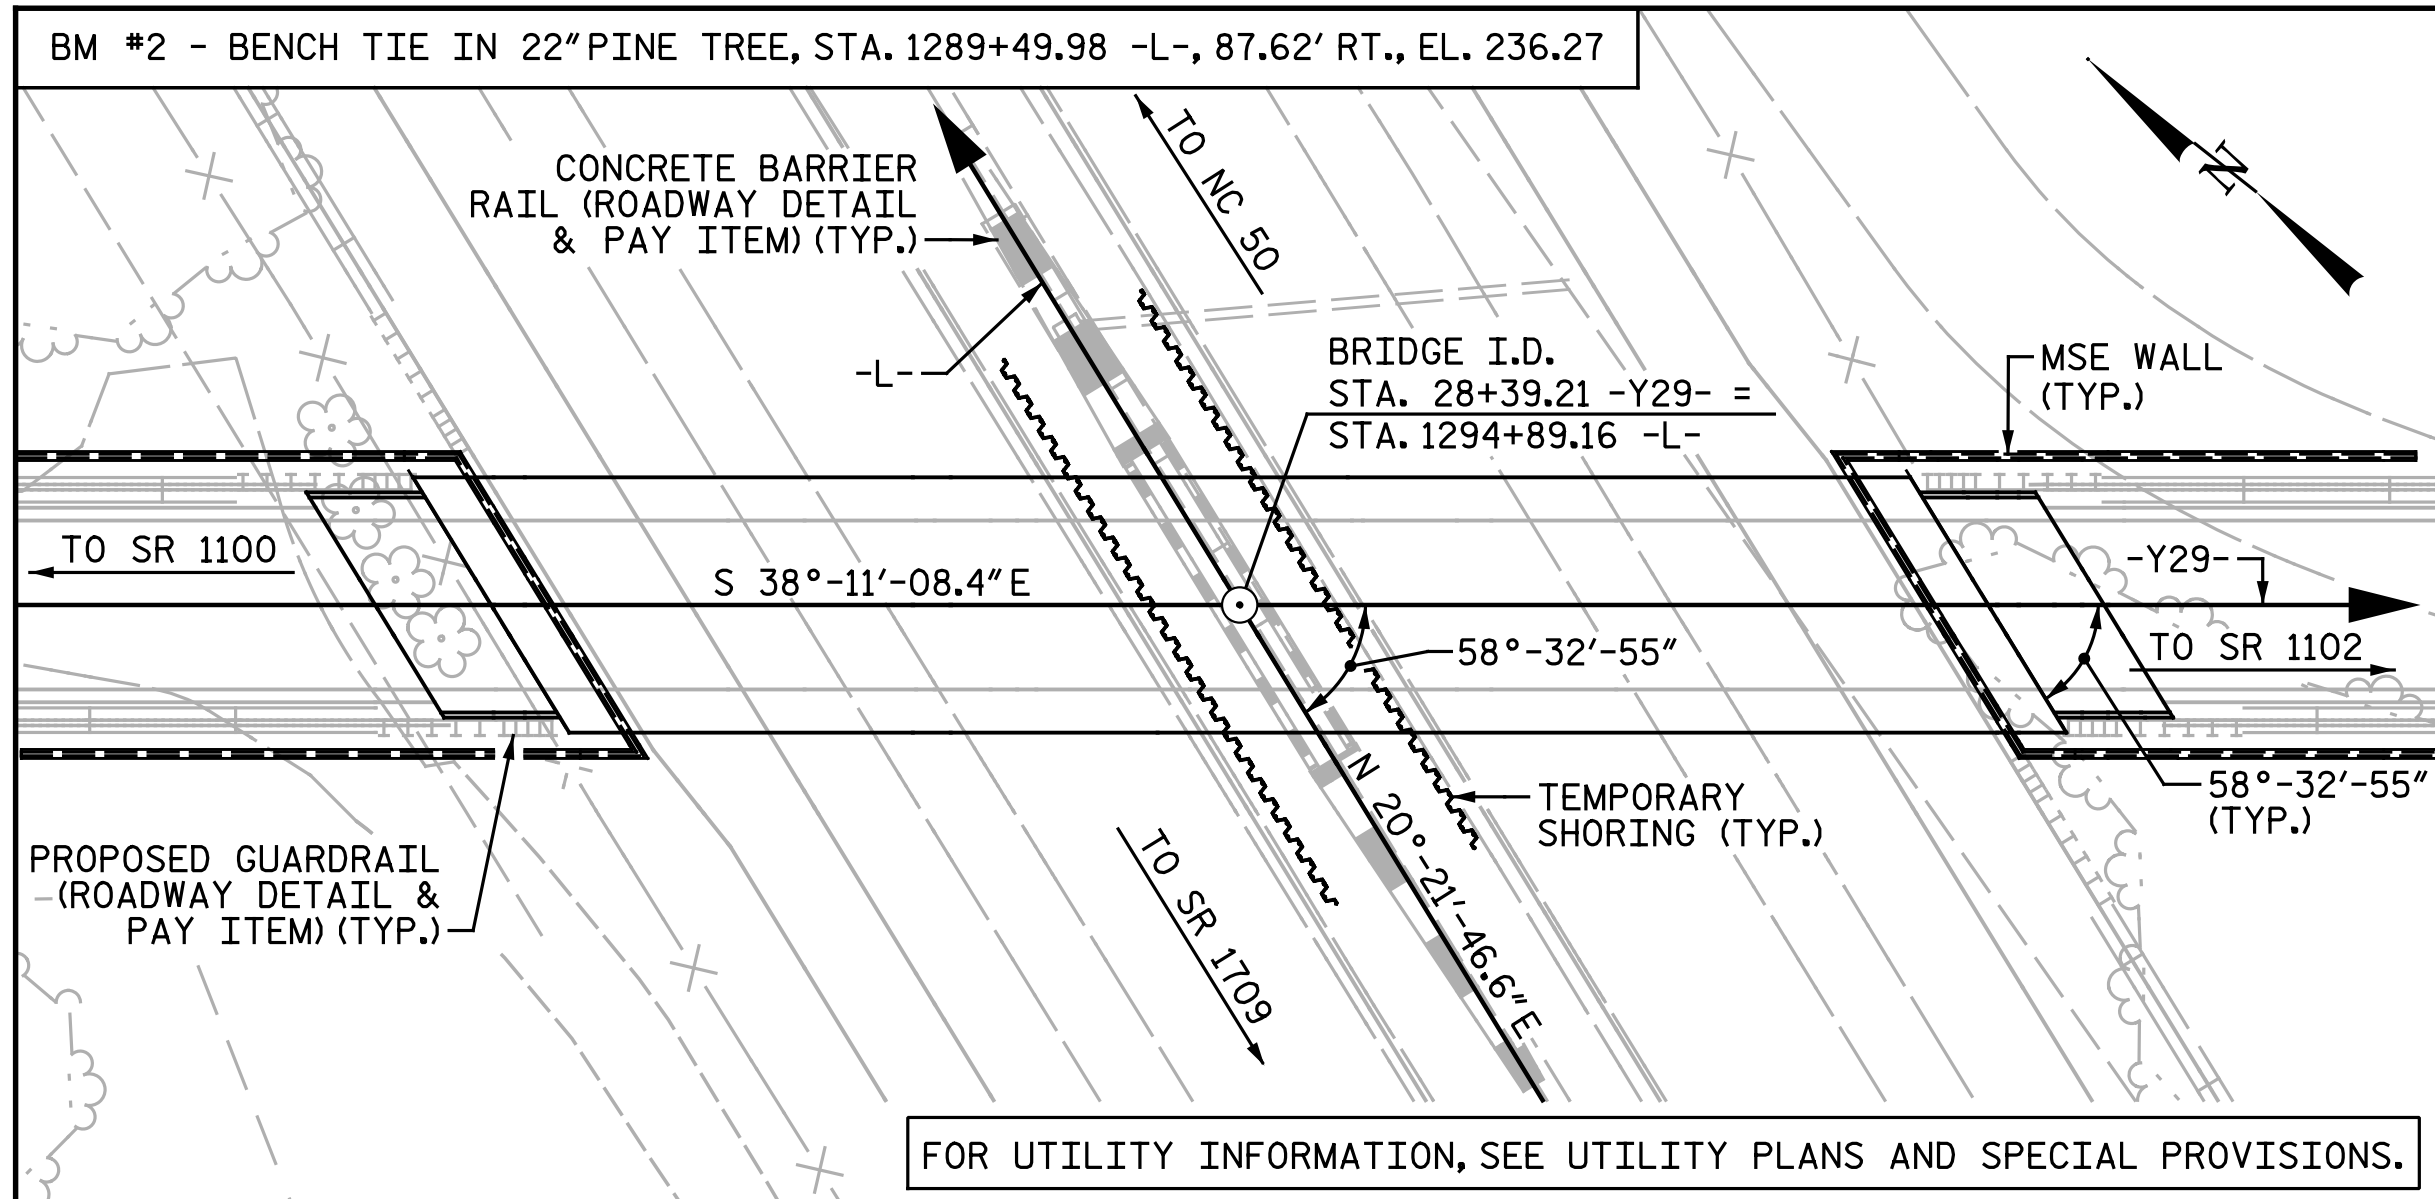 BM #2 - BENCH TIE IN 22" PINE TREE, STA. 1289+49.98 -L-, 87.62' RT., EL. 236.27
N
TO NC 50
CONCRETE BARRIER
RAIL (ROADWAY DETAIL
& PAY ITEM) (TYP.)
-L-
BRIDGE I.D.
STA. 28+39.21 -Y29- =
STA. 1294+89.16 -L-
MSE WALL
(TYP.)
TO SR 1100
S 38°-11'-08.4" E
-Y29-
58°-32'-55"
TO SR 1102
N 20°-21'-46.6" E
TEMPORARY
SHORING (TYP.)
58°-32'-55"
(TYP.)
TO SR 1709
PROPOSED GUARDRAIL
(ROADWAY DETAIL &
PAY ITEM) (TYP.)
FOR UTILITY INFORMATION, SEE UTILITY PLANS AND SPECIAL PROVISIONS.